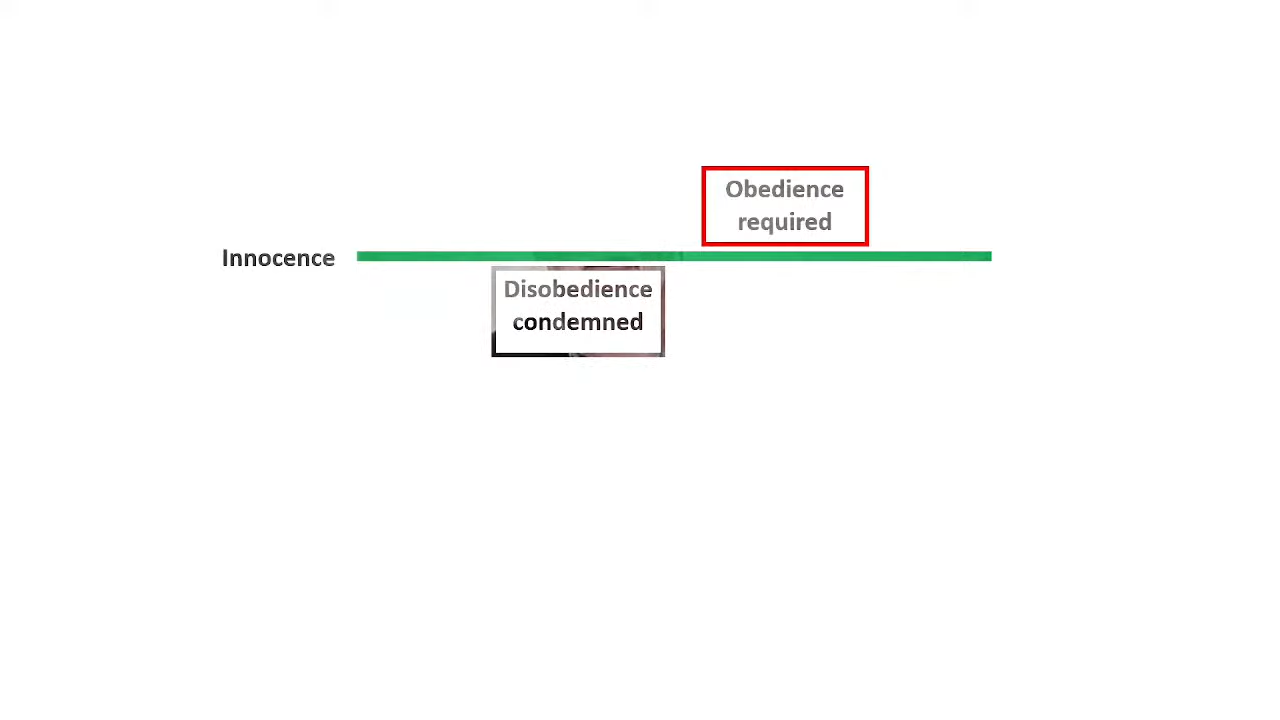 Obedience
required
Innocence
Disobedience
condemned